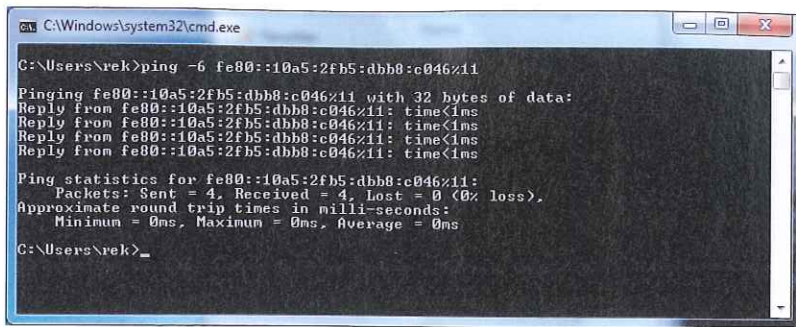 C:\Windows\system32\cmd.exe
C:\Users\rek>ping -6 fe80::10a5:2fb5:dbb8:c046%11
Pinging fe80::10a5:2fb5:dbb8:c046%11 with 32 bytes of data:
Reply from fe80::10a5:2fb5:dbb8:c046%11: time<1ms
Reply from fe80::10a5:2fb5:dbb8:c046%11: time<1ms
Reply from fe80::10a5:2fb5:dbb8:c046%11: time<1ms
Reply from fe80::10a5:2fb5:dbb8:c046%11: time<1ms
Ping statistics for fe80::10a5:2fb5:dbb8:c046%11:
Packets: Sent = 4, Received = 4, Lost = 0 (0% loss),
Approximate round trip times in milli-seconds:
Minimum = 0ms, Maximum = 0ms, Average = 0ms
C:\Users\rek>_